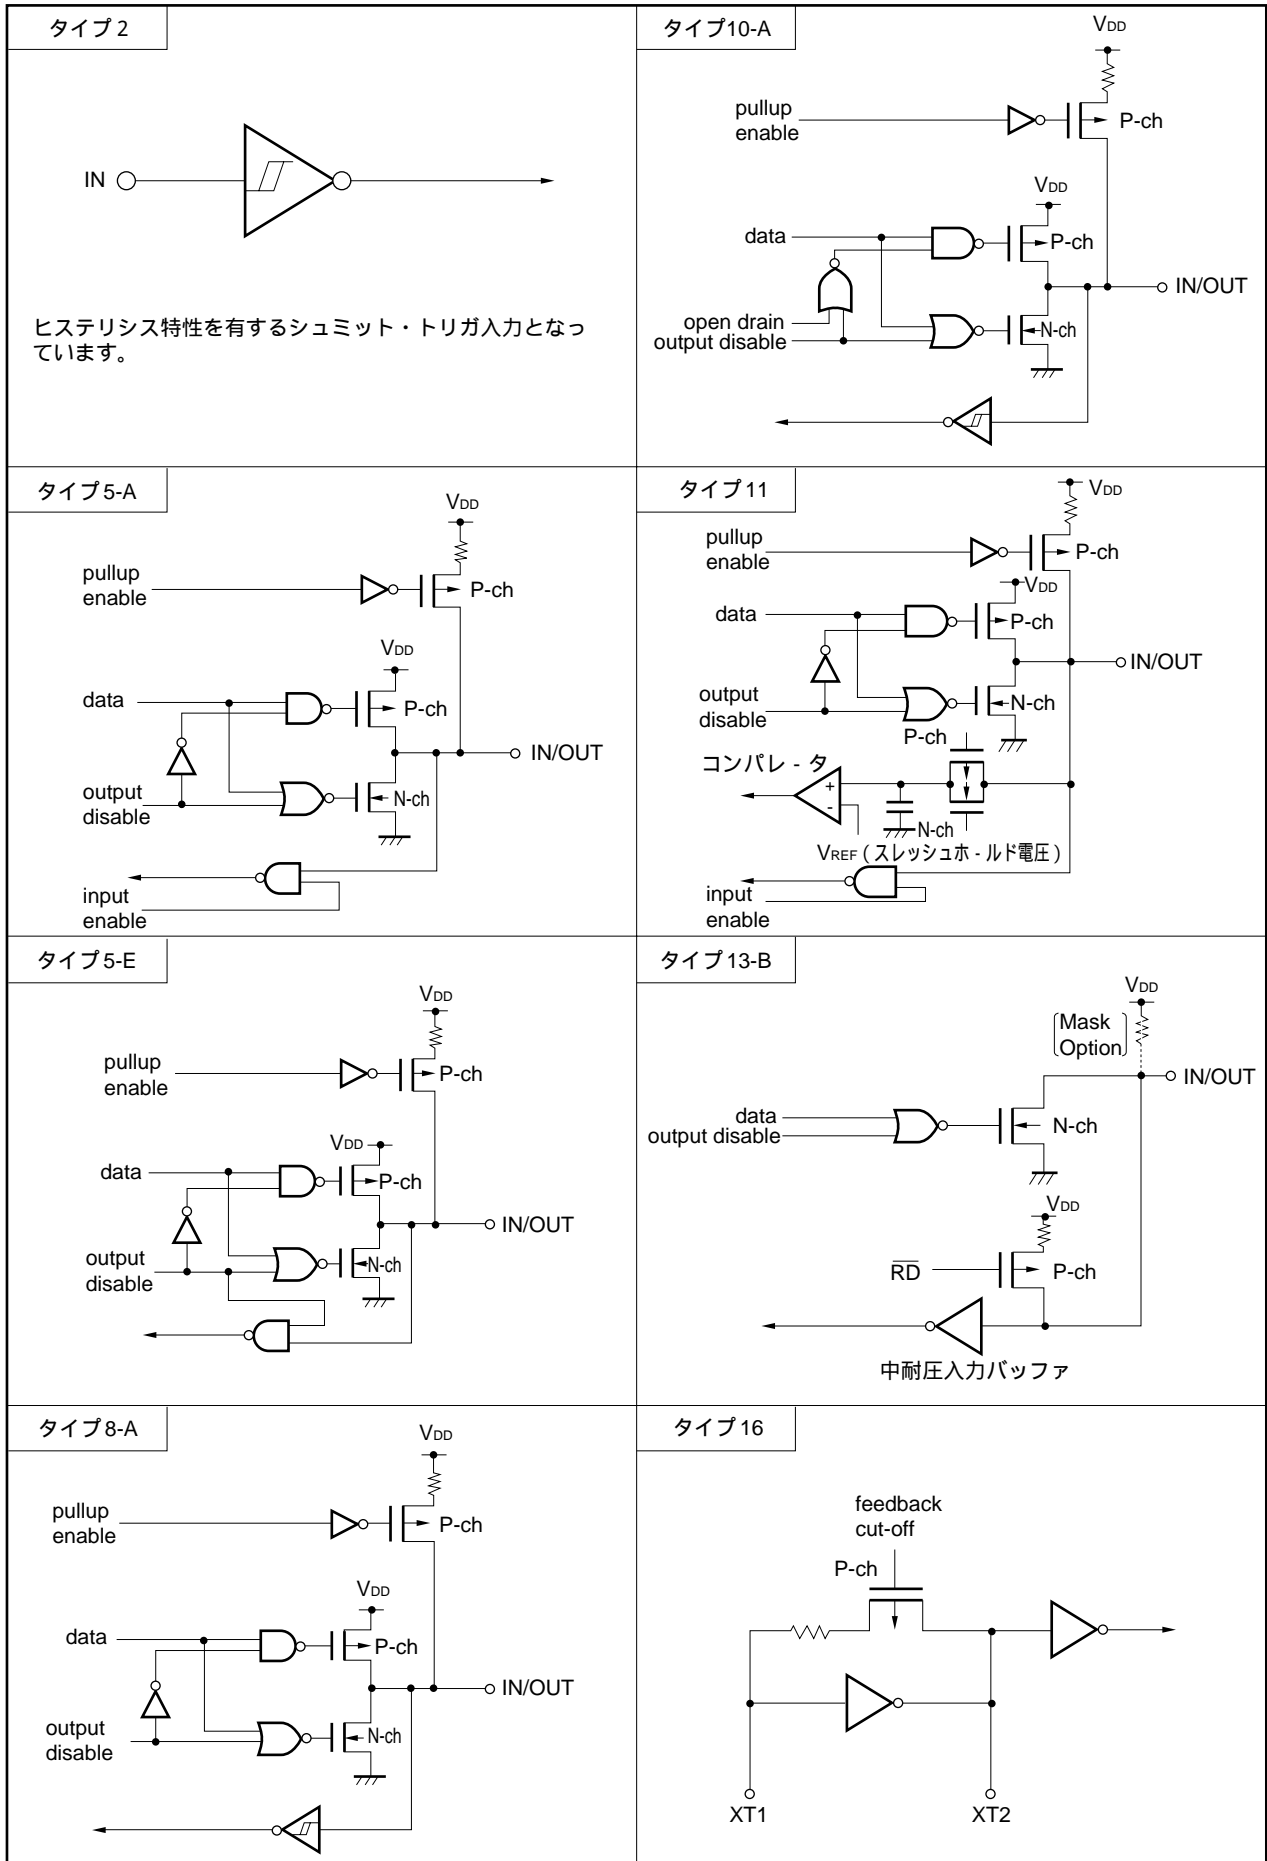 タイプ2
IN
ヒステリシス特性を有するシュミット・トリガ入力となっ
ています。
タイプ10-A
VDD
pullup
enable
P-ch
VDD
data
P-ch
IN/OUT
open drain
output disable
N-ch
タイプ5-A
VDD
pullup
enable
P-ch
VDD
data
P-ch
IN/OUT
output
disable
N-ch
input
enable
タイプ11
VDD
pullup
enable
P-ch
VDD
data
P-ch
IN/OUT
output
disable
N-ch
P-ch
コンパレ-タ
+
-
N-ch
VREF(スレッシュホ-ルド電圧)
input
enable
タイプ5-E
VDD
pullup
enable
P-ch
VDD
data
P-ch
IN/OUT
output
disable
N-ch
タイプ13-B
VDD
Mask
Option
IN/OUT
data
output disable
N-ch
VDD
RD
P-ch
中耐圧入力バッファ
タイプ8-A
VDD
pullup
enable
P-ch
VDD
data
P-ch
IN/OUT
output
disable
N-ch
タイプ16
feedback
cut-off
P-ch
XT1
XT2